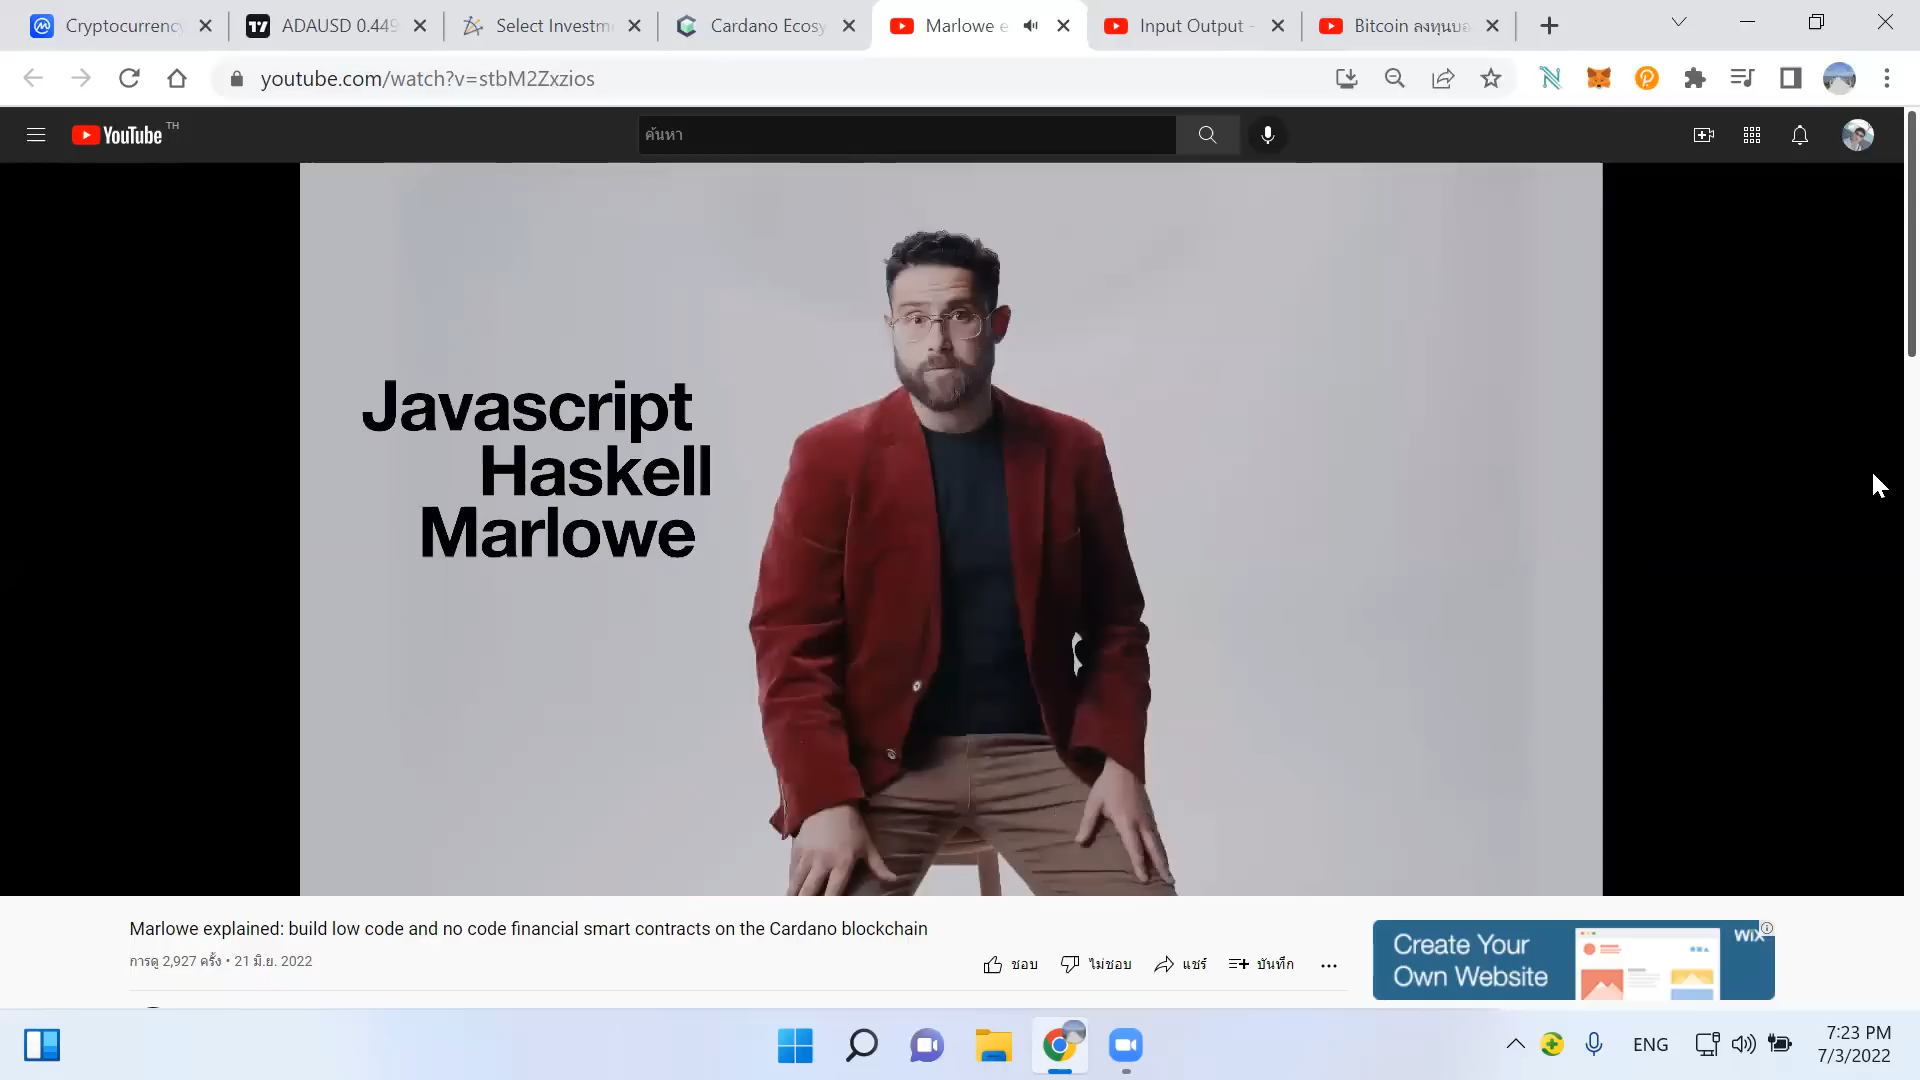 Cryptocurrency
ADAUSD 0.449
Select Investm
Cardano Ecosy
Marlowe e
Input Output -
Bitcoin ลงทุนบอ
youtube.com/watch?v=stbM2Zxzios
YouTube TH
ค้นหา
Javascript
Haskell
Marlowe
Marlowe explained: build low code and no code financial smart contracts on the Cardano blockchain
การดู 2,927 ครั้ง • 21 มิ.ย. 2022
ชอบ
ไม่ชอบ
แชร์
บันทึก
Create Your
Own Website
WIX
ENG
7:23 PM
7/3/2022